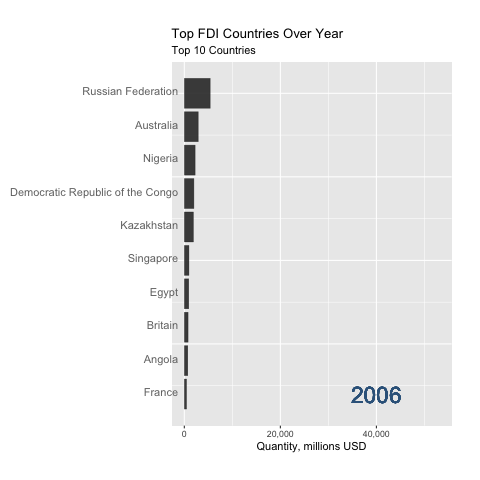 Top FDI Countries Over Year
Top 10 Countries
Russian Federation
Australia
Nigeria
Democratic Republic of the Congo
Kazakhstan
Singapore
Egypt
Britain
Angola
France
2006
0 20,000 40,000
Quantity, millions USD